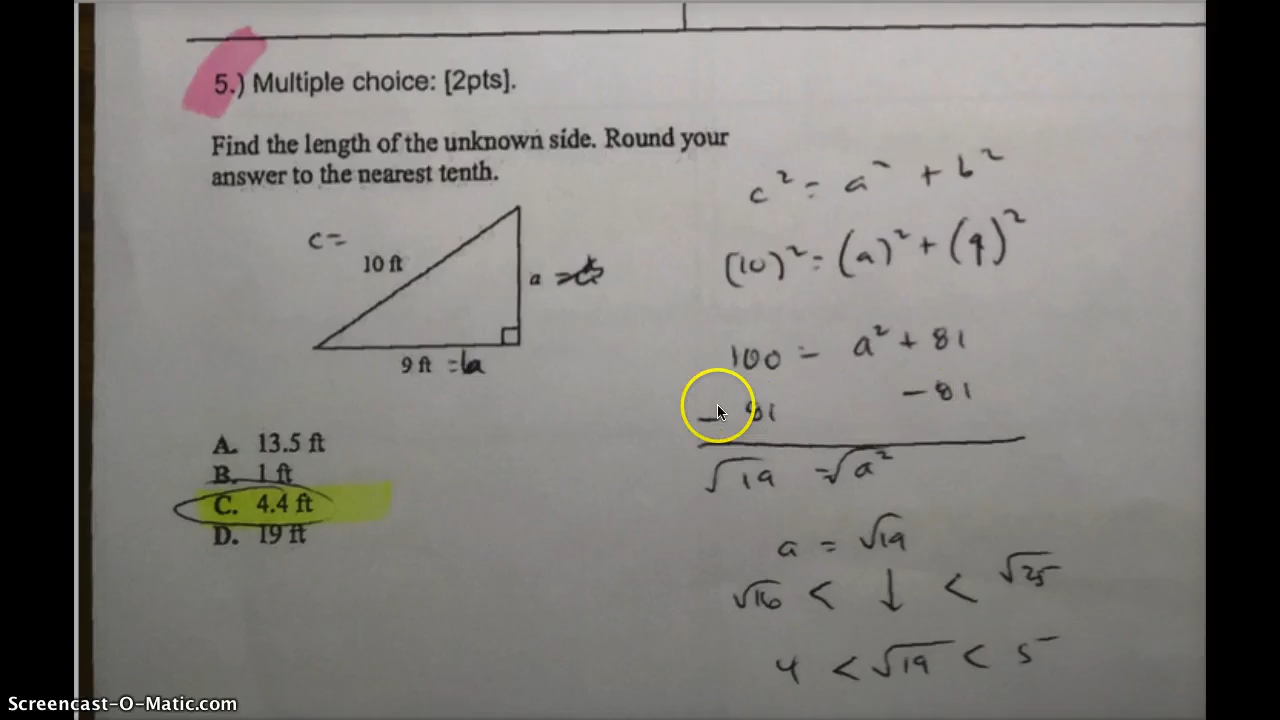 5.) Multiple choice: [2pts].
Find the length of the unknown side. Round your
answer to the nearest tenth.
c=
10 ft
a =
9 ft =b
A. 13.5 ft
B. 1 ft
C. 4.4 ft
D. 19 ft
c² = a² + b²
(10)² = (a)² + (9)²
100 = a² + 81
- 81 - 81
√19 = √a²
a = √19
√16 < ↓ < √25
4 < √19 < 5
Screencast-O-Matic.com